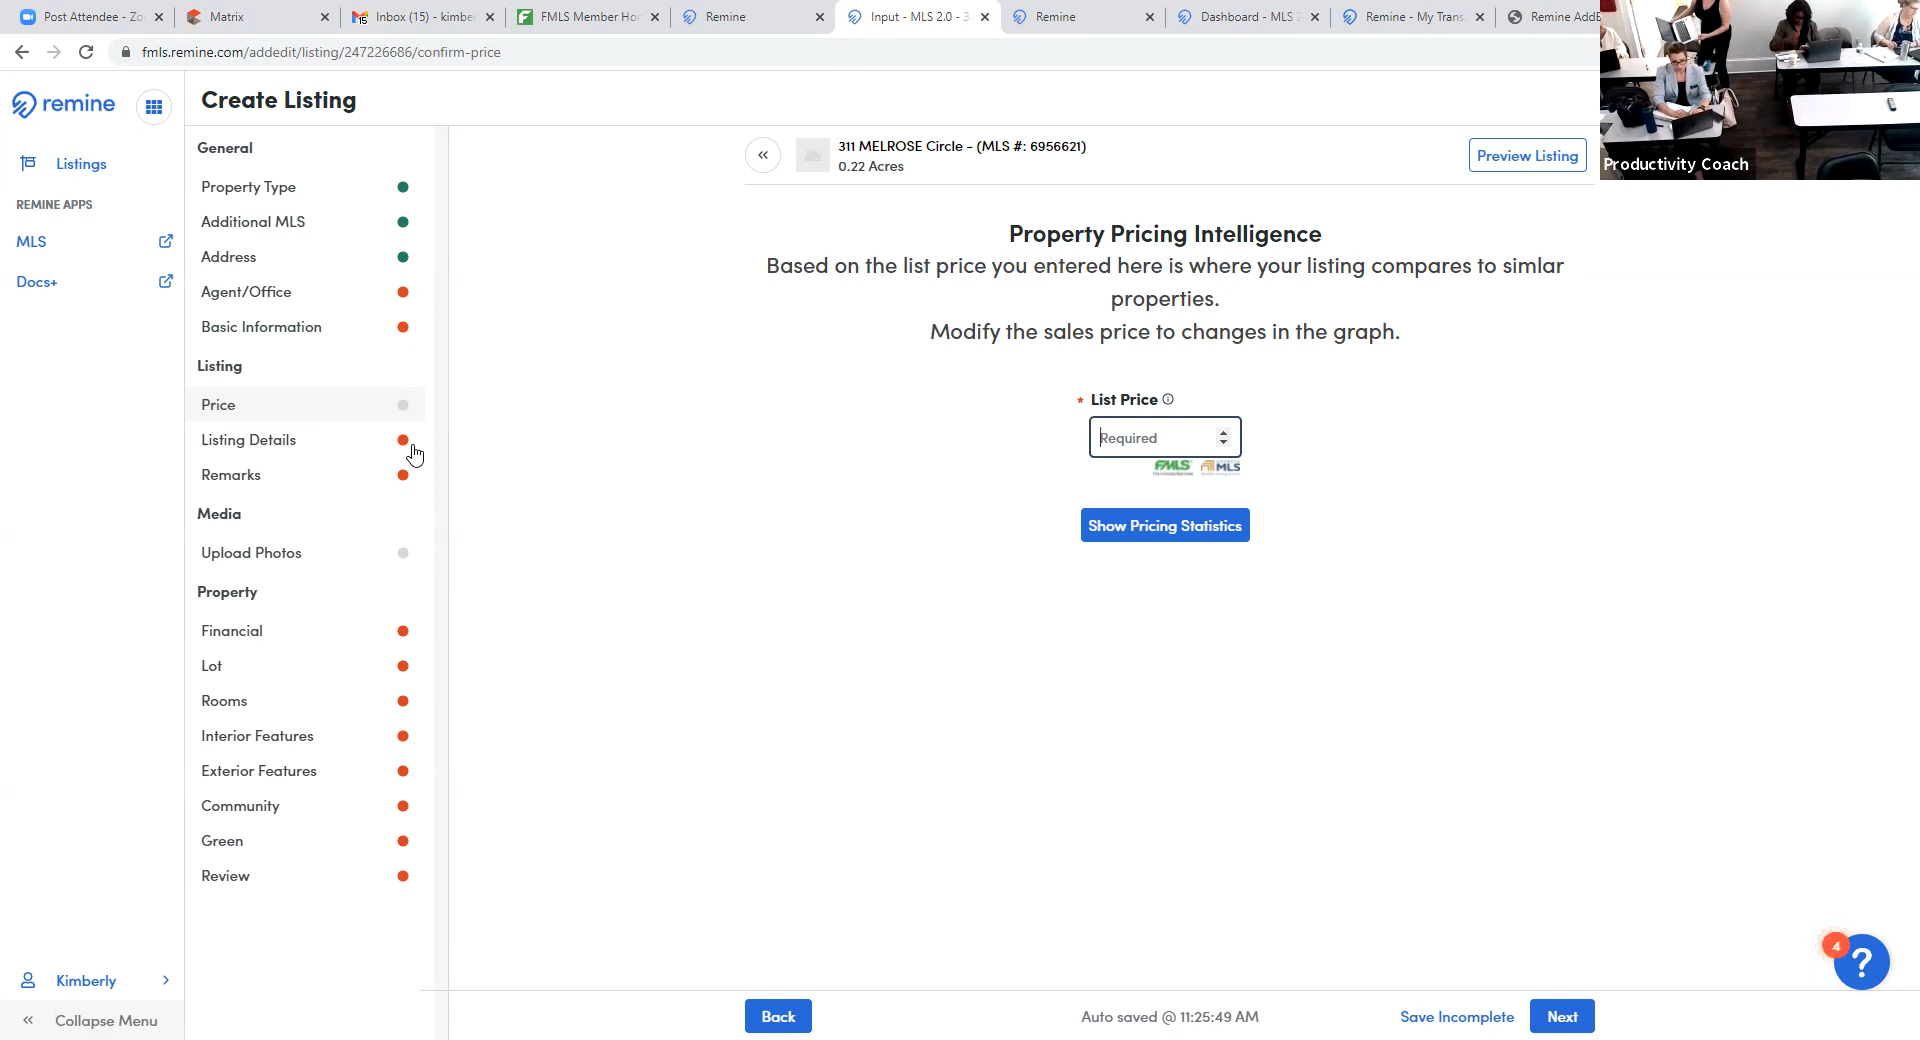 Post Attendee - Zo
Matrix
Inbox (15) - kimbe
FMLS Member Ho
Remine
Input - MLS 2.0 - 3
Remine
Dashboard - MLS 2
Remine - My Trans
Remine AddE
fmls.remine.com/addedit/listing/247226686/confirm-price
remine
Create Listing
Listings
REMINE APPS
MLS
Docs+
General
Property Type
Additional MLS
Address
Agent/Office
Basic Information
Listing
Price
Listing Details
Remarks
Media
Upload Photos
Property
Financial
Lot
Rooms
Interior Features
Exterior Features
Community
Green
Review
311 MELROSE Circle - (MLS #: 6956621)
0.22 Acres
Preview Listing
Productivity Coach
Property Pricing Intelligence
Based on the list price you entered here is where your listing compares to simlar
properties.
Modify the sales price to changes in the graph.
* List Price
Required
FMLS MLS
Show Pricing Statistics
4
?
Kimberly
Collapse Menu
Back
Auto saved @ 11:25:49 AM
Save Incomplete
Next